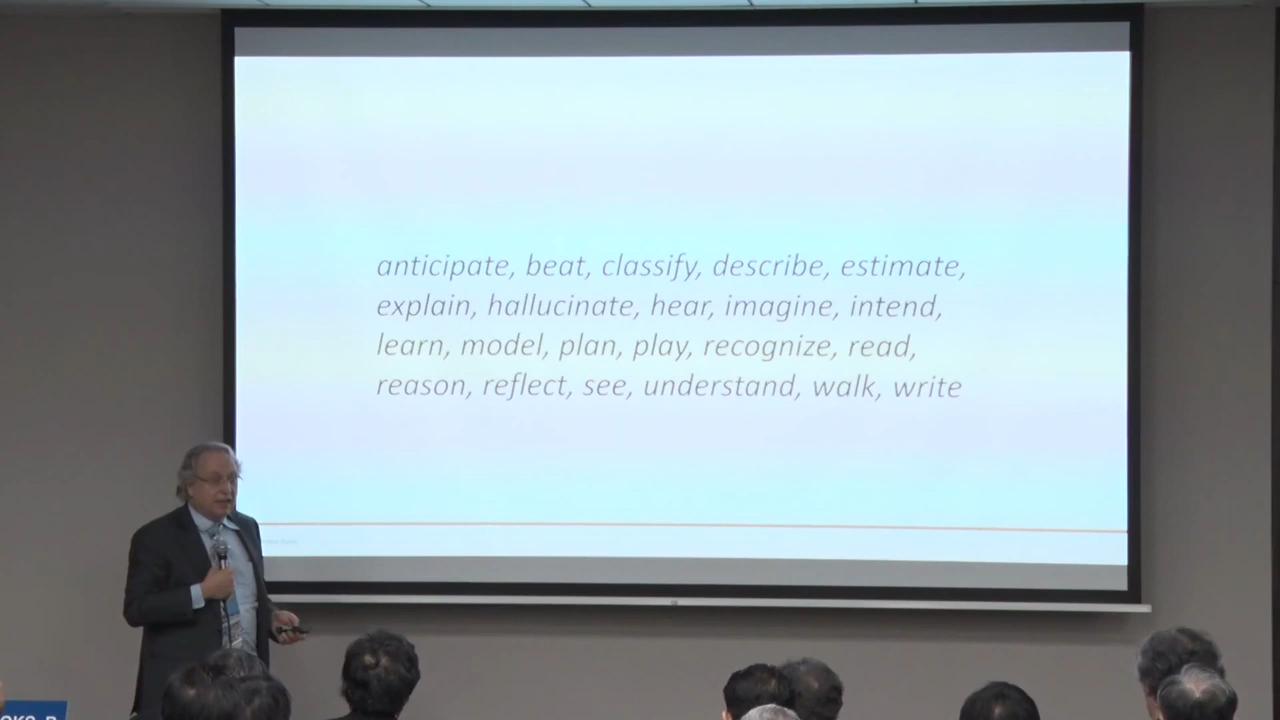 anticipate, beat, classify, describe, estimate,
explain, hallucinate, hear, imagine, intend,
learn, model, plan, play, recognize, read,
reason, reflect, see, understand, walk, write